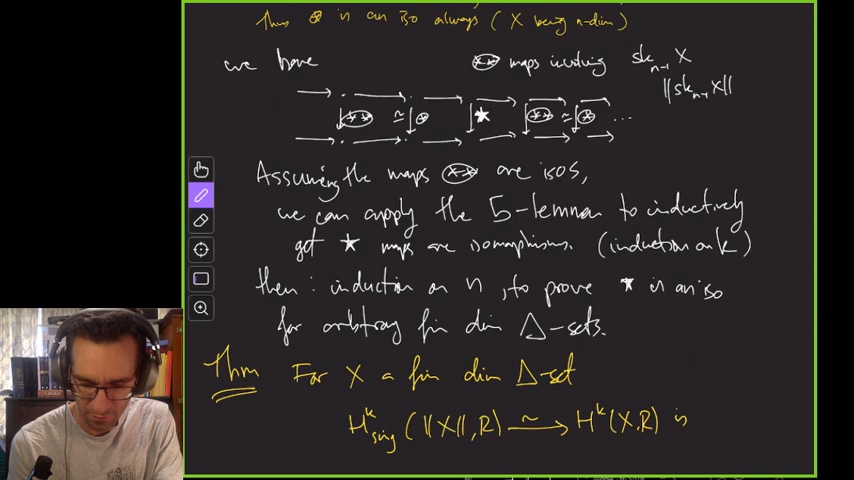 Thus ⊛ is an iso always (X being n-dim)
we have ⊛⊛ maps involving sk_{n-1} X
||sk_{n-1} X||
⊛⊛ ≃ ⊛ ★ ⊛⊛ ≃ ⊛ ...
Assuming the maps ⊛⊛ are isos,
we can apply the 5-lemma to inductively
get ★ maps are isomorphisms. (induction on k)
then: induction on n, to prove ★ is an iso
for arbitray fin dim Δ-sets.
Thm For X a fin dim Δ-set
H^k_sing (||X||, R) ≃→ H^k(X, R) is